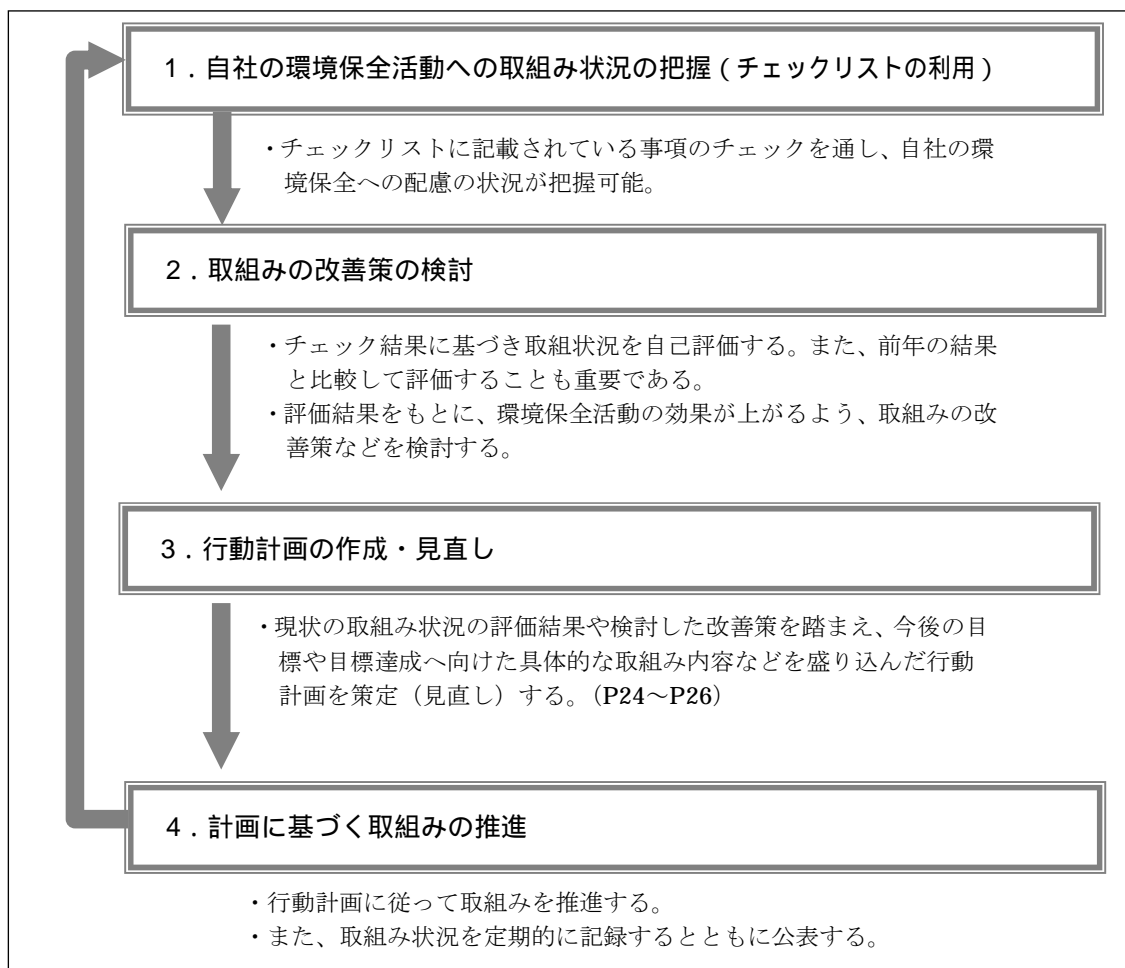 1．自社の環境保全活動への取組み状況の把握（チェックリストの利用）
・チェックリストに記載されている事項のチェックを通し、自社の環
境保全への配慮の状況が把握可能。
2．取組みの改善策の検討
・チェック結果に基づき取組状況を自己評価する。また、前年の結果
と比較して評価することも重要である。
・評価結果をもとに、環境保全活動の効果が上がるよう、取組みの改
善策などを検討する。
3．行動計画の作成・見直し
・現状の取組み状況の評価結果や検討した改善策を踏まえ、今後の目
標や目標達成へ向けた具体的な取組み内容などを盛り込んだ行動
計画を策定（見直し）する。（P24～P26）
4．計画に基づく取組みの推進
・行動計画に従って取組みを推進する。
・また、取組み状況を定期的に記録するとともに公表する。